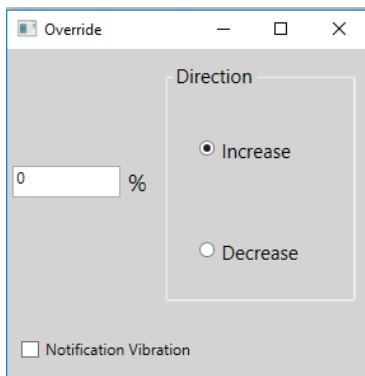 Override
Direction
Increase
0 %
Decrease
Notification Vibration